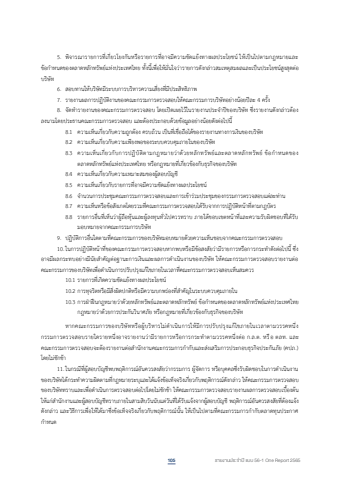 5. พิจารณารายการที่เกี่ยวโยงกันหรือรายการที่อาจมีความขัดแย้งทางผลประโยชน์ ให้เป็นไปตามกฎหมายและ
ข้อกำหนดของตลาดหลักทรัพย์แห่งประเทศไทย ทั้งนี้เพื่อให้มั่นใจว่ารายการดังกล่าวสมเหตุสมผลและเป็นประโยชน์สูงสุดต่อ
บริษัท
6. สอบทานให้บริษัทมีระบบการบริหารความเสี่ยงที่มีประสิทธิภาพ
7. รายงานผลการปฏิบัติงานของคณะกรรมการตรวจสอบให้คณะกรรมการบริษัทอย่างน้อยปีละ 4 ครั้ง
8. จัดทำรายงานของคณะกรรมการตรวจสอบ โดยเปิดเผยไว้ในรายงานประจำปีของบริษัท ซึ่งรายงานดังกล่าวต้อง
ลงนามโดยประธานคณะกรรมการตรวจสอบ และต้องประกอบด้วยข้อมูลอย่างน้อยดังต่อไปนี้
8.1 ความเห็นเกี่ยวกับความถูกต้อง ครบถ้วน เป็นที่เชื่อถือได้ของรายงานทางการเงินของบริษัท
8.2 ความเห็นเกี่ยวกับความเพียงพอของระบบควบคุมภายในของบริษัท
8.3 ความเห็นเกี่ยวกับการปฏิบัติตามกฎหมายว่าด้วยหลักทรัพย์และตลาดหลักทรัพย์ ข้อกำหนดของ
ตลาดหลักทรัพย์แห่งประเทศไทย หรือกฎหมายที่เกี่ยวข้องกับธุรกิจของบริษัท
8.4 ความเห็นเกี่ยวกับความเหมาะสมของผู้สอบบัญชี
8.5 ความเห็นเกี่ยวกับรายการที่อาจมีความขัดแย้งทางผลประโยชน์
8.6 จำนวนการประชุมคณะกรรมการตรวจสอบและการเข้าร่วมประชุมของกรรมการตรวจสอบแต่ละท่าน
8.7 ความเห็นหรือข้อสังเกตโดยรวมที่คณะกรรมการตรวจสอบได้รับจากการปฏิบัติหน้าที่ตามกฎบัตร
8.8 รายการอื่นที่เห็นว่าผู้ถือหุ้นและผู้ลงทุนทั่วไปควรทราบ ภายใต้ขอบเขตหน้าที่และความรับผิดชอบที่ได้รับ
มอบหมายจากคณะกรรมการบริษัท
9. ปฏิบัติการอื่นใดตามที่คณะกรรมการของบริษัทมอบหมายด้วยความเห็นชอบจากคณะกรรมการตรวจสอบ
10. ในการปฏิบัติหน้าที่ของคณะกรรมการตรวจสอบหากพบหรือมีข้อสงสัยว่ามีรายการหรือการกระทำดังต่อไปนี้ ซึ่ง
อาจมีผลกระทบอย่างมีนัยสำคัญต่อฐานะการเงินและผลการดำเนินงานของบริษัท ให้คณะกรรมการตรวจสอบรายงานต่อ
คณะกรรมการของบริษัทเพื่อดำเนินการปรับปรุงแก้ไขภายในเวลาที่คณะกรรมการตรวจสอบเห็นสมควร
10.1 รายการที่เกิดความขัดแย้งทางผลประโยชน์
10.2 การทุจริตหรือมีสิ่งผิดปกติหรือมีความบกพร่องที่สำคัญในระบบควบคุมภายใน
10.3 การฝ่าฝืนกฎหมายว่าด้วยหลักทรัพย์และตลาดหลักทรัพย์ ข้อกำหนดของตลาดหลักทรัพย์แห่งประเทศไทย
กฎหมายว่าด้วยการประกันวินาศภัย หรือกฎหมายที่เกี่ยวข้องกับธุรกิจของบริษัท
หากคณะกรรมการของบริษัทหรือผู้บริหารไม่ดำเนินการให้มีการปรับปรุงแก้ไขภายในเวลาตามวรรคหนึ่ง
กรรมการตรวจสอบรายใดรายหนึ่งอาจรายงานว่ามีรายการหรือการกระทำตามวรรคหนึ่งต่อ ก.ล.ต. หรือ ตลท. และ
คณะกรรมการตรวจสอบจะต้องรายงานต่อสำนักงานคณะกรรมการกำกับและส่งเสริมการประกอบธุรกิจประกันภัย (คปภ.)
โดยไม่ชักช้า
11. ในกรณีที่ผู้สอบบัญชีพบพฤติการณ์อันควรสงสัยว่ากรรมการ ผู้จัดการ หรือบุคคลซึ่งรับผิดชอบในการดำเนินงาน
ของบริษัทได้กระทำความผิดตามที่กฎหมายระบุและได้แจ้งข้อเท็จจริงเกี่ยวกับพฤติการณ์ดังกล่าว ให้คณะกรรมการตรวจสอบ
ของบริษัททราบและเพื่อดำเนินการตรวจสอบต่อไปโดยไม่ชักช้า ให้คณะกรรมการตรวจสอบรายงานผลการตรวจสอบเบื้องต้น
ให้แก่สำนักงานและผู้สอบบัญชีทราบภายในสามสิบวันนับแต่วันที่ได้รับแจ้งจากผู้สอบบัญชี พฤติการณ์อันควรสงสัยที่ต้องแจ้ง
ดังกล่าว และวิธีการเพื่อให้ได้มาซึ่งข้อเท็จจริงเกี่ยวกับพฤติการณ์นั้น ให้เป็นไปตามที่คณะกรรมการกำกับตลาดทุนประกาศ
กำหนด
105 รายงานประจำปี แบบ 56-1 One Report 2565